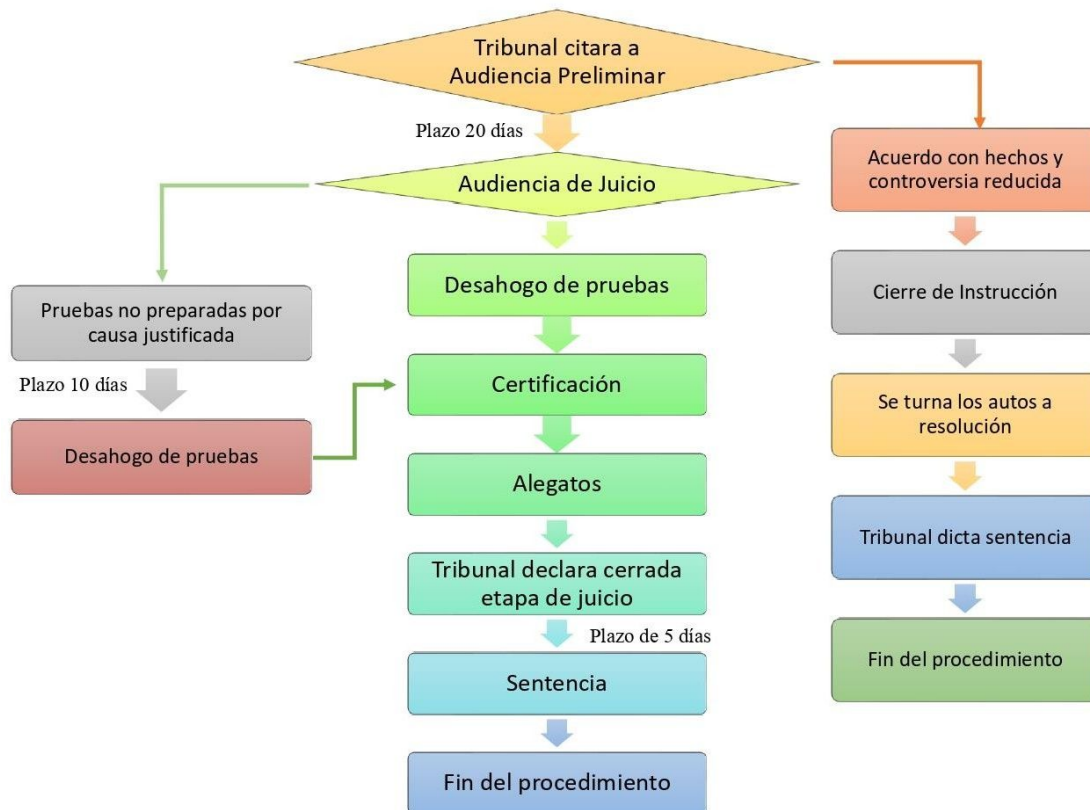 Tribunal citara a
Audiencia Preliminar
Plazo 20 días
Audiencia de Juicio
Desahogo de pruebas
Certificación
Alegatos
Tribunal declara cerrada
etapa de juicio
Plazo de 5 días
Sentencia
Fin del procedimiento
Pruebas no preparadas por
causa justificada
Plazo 10 días
Desahogo de pruebas
Acuerdo con hechos y
controversia reducida
Cierre de Instrucción
Se turna los autos a
resolución
Tribunal dicta sentencia
Fin del procedimiento